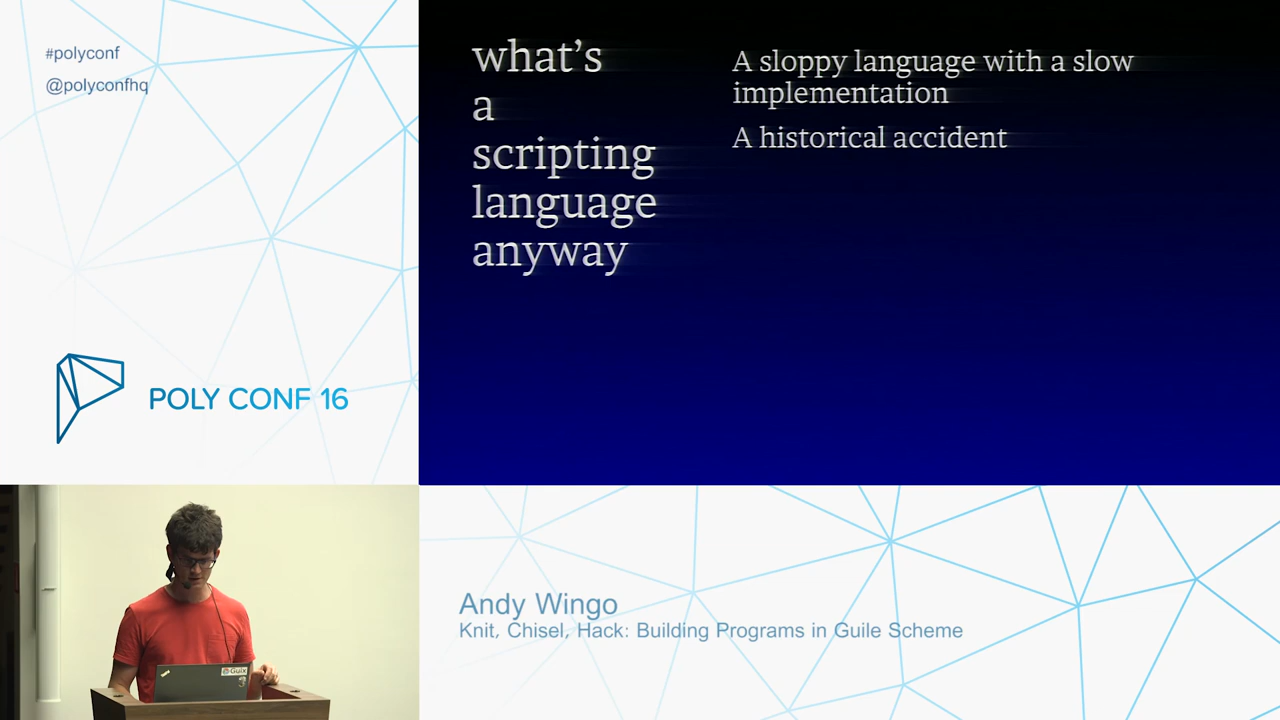 #polyconf
@polyconfhq
POLY CONF 16
what's
a
scripting
language
anyway
A sloppy language with a slow
implementation
A historical accident
Guix
Andy Wingo
Knit, Chisel, Hack: Building Programs in Guile Scheme